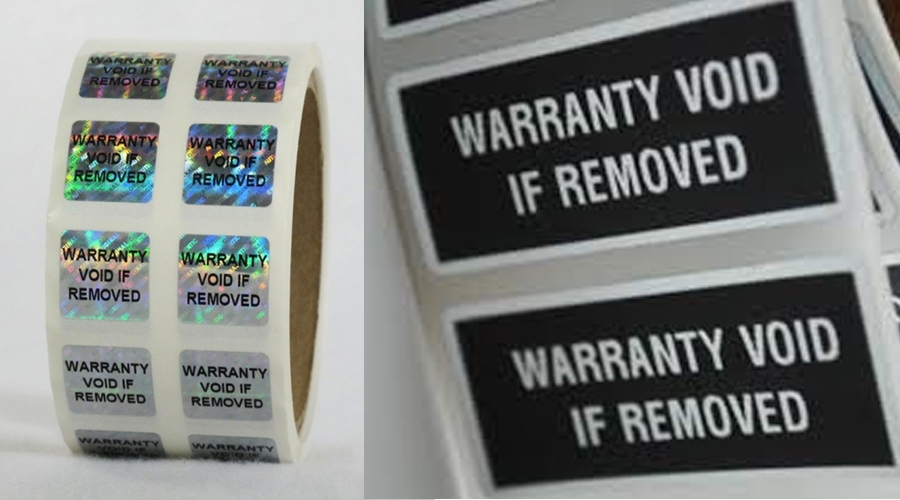 WARRANTY
VOID IF
REMOVED
WARRANTY
VOID IF
REMOVED
WARRANTY
VOID IF
REMOVED
WARRANTY
VOID IF
REMOVED
WARRANTY
VOID IF
REMOVED
WARRANTY
VOID IF
REMOVED
WARRANTY
VOID IF
REMOVED
WARRANTY
VOID IF
REMOVED
WARRANTY
WARRANTY
WARRANTY VOID
IF REMOVED
WARRANTY VOID
IF REMOVED